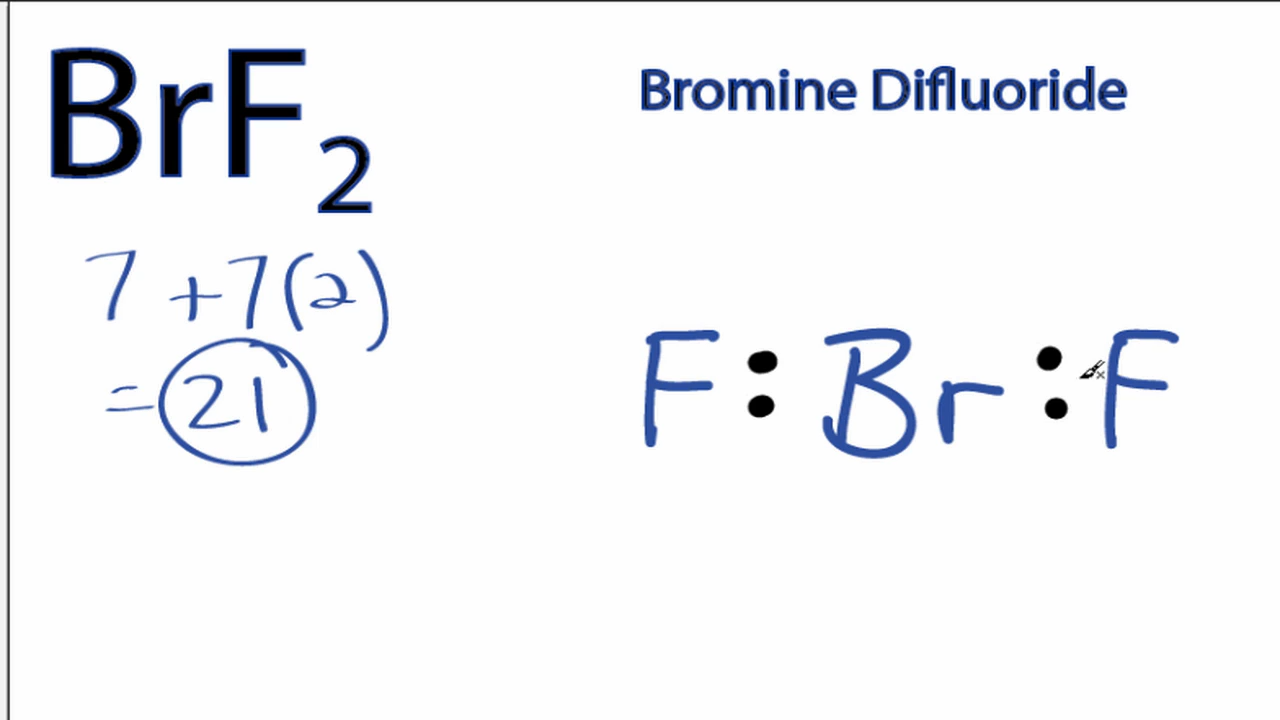 BrF₂
Bromine Difluoride
7 + 7(2)
= 21
F : Br : F